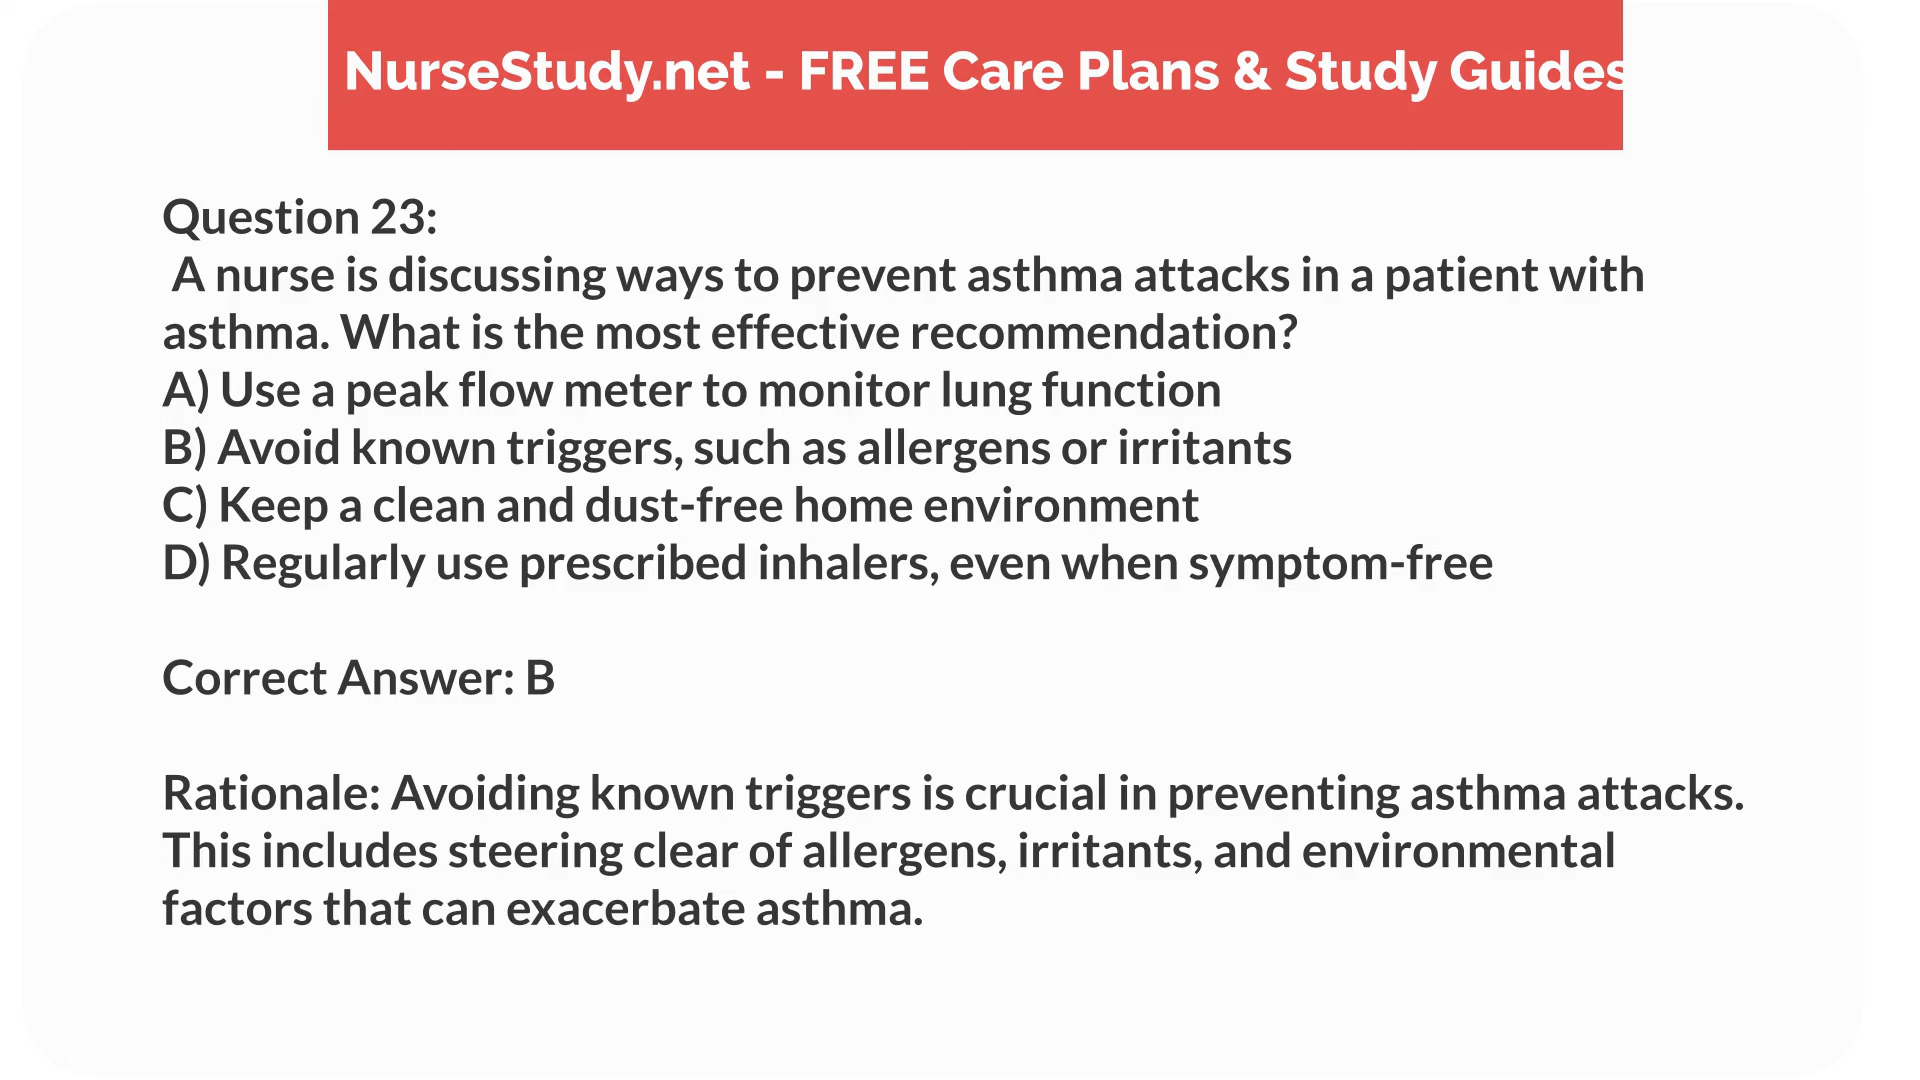 NurseStudy.net - FREE Care Plans & Study Guides
Question 23:
A nurse is discussing ways to prevent asthma attacks in a patient with
asthma. What is the most effective recommendation?
A) Use a peak flow meter to monitor lung function
B) Avoid known triggers, such as allergens or irritants
C) Keep a clean and dust-free home environment
D) Regularly use prescribed inhalers, even when symptom-free
Correct Answer: B
Rationale: Avoiding known triggers is crucial in preventing asthma attacks.
This includes steering clear of allergens, irritants, and environmental
factors that can exacerbate asthma.